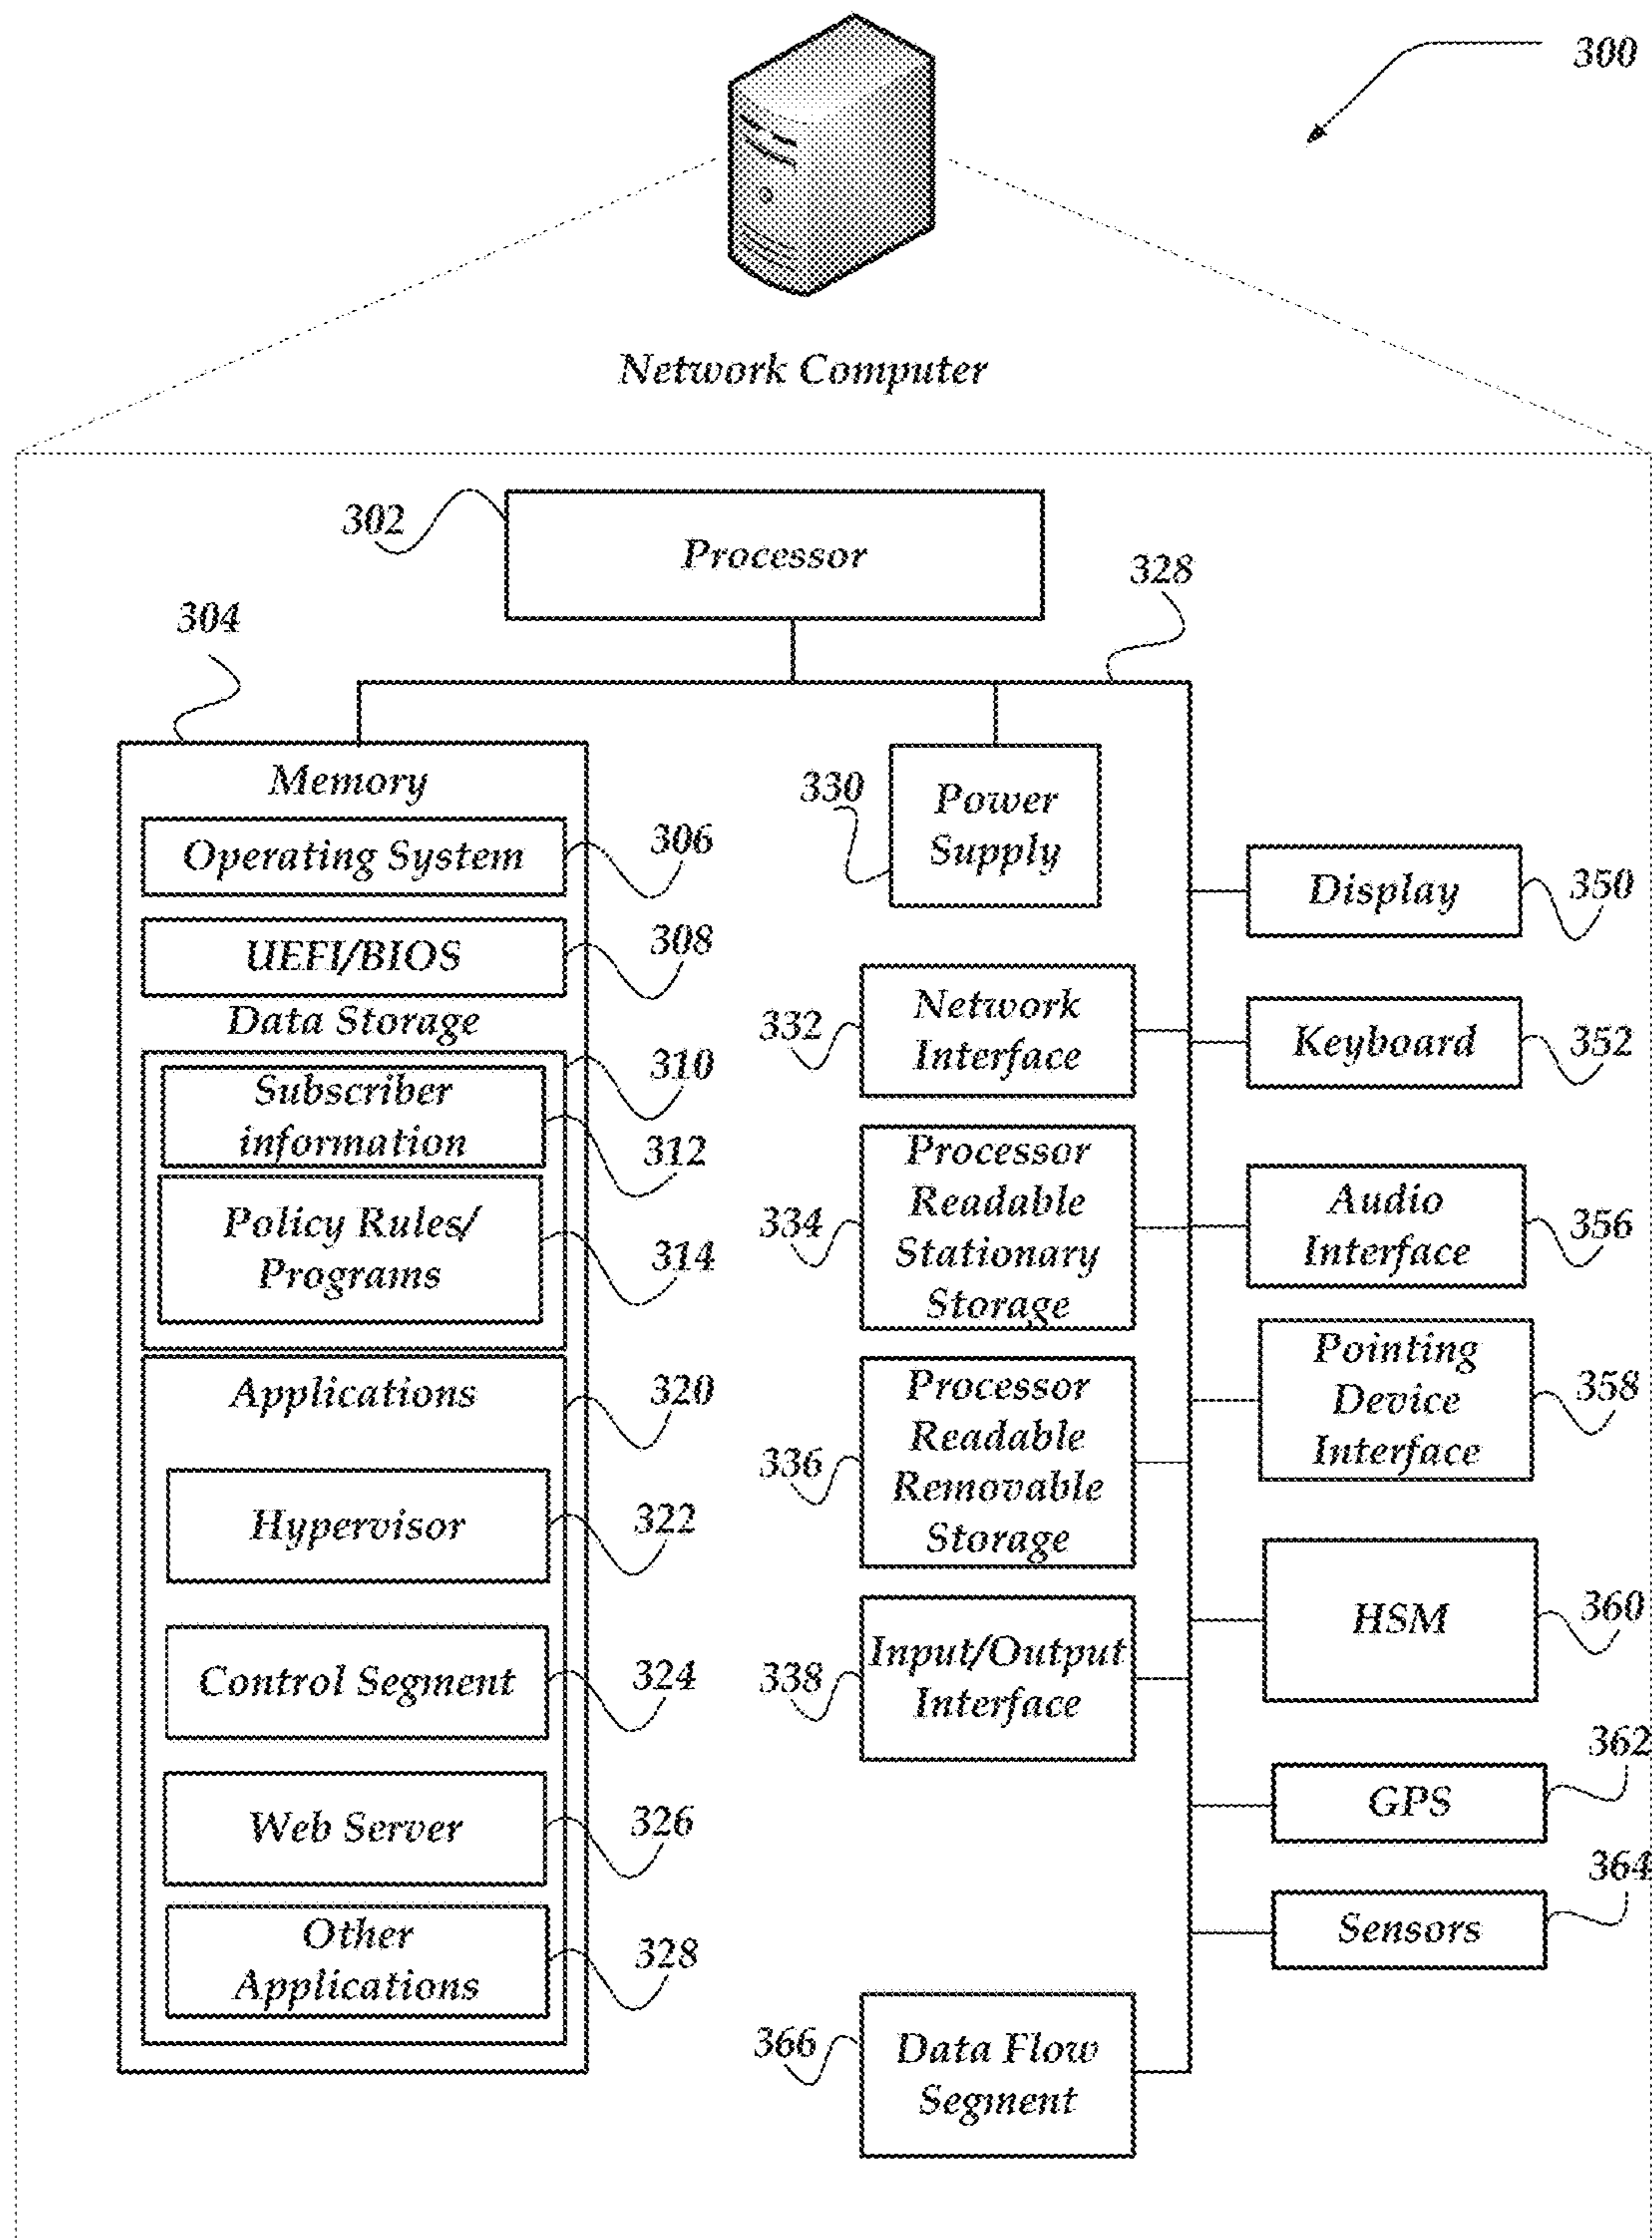 300
Network Computer
302
Processor
328
304
Memory
Operating System
306
UEFI/BIOS
308
Data Storage
310
Subscriber
information
312
Policy Rules/
Programs
314
Applications
320
Hypervisor
322
Control Segment
324
Web Server
326
Other
Applications
328
330
Power
Supply
332
Network
Interface
334
Processor
Readable
Stationary
Storage
336
Processor
Readable
Removable
Storage
338
Input/Output
Interface
366
Data Flow
Segment
Display
350
Keyboard
352
Audio
Interface
356
Pointing
Device
Interface
358
HSM
360
GPS
362
Sensors
364